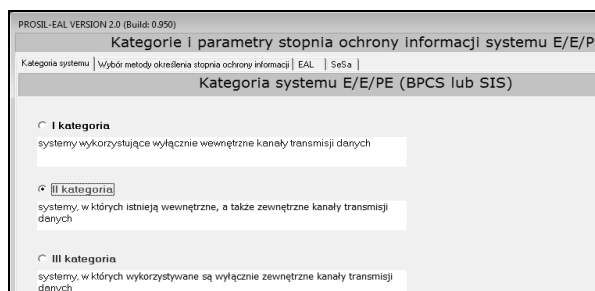 PROSIL-EAL VERSION 2.0 (Build: 0.950)
Kategorie i parametry stopnia ochrony informacji systemu E/E/P
Kategoria systemu | Wybór metody określenia stopnia ochrony informacji | EAL | SeSa |
Kategoria systemu E/E/PE (BPCS lub SIS)
I kategoria
systemy wykorzystujące wyłącznie wewnętrzne kanały transmisji danych
II kategoria
systemy, w których istnieją wewnętrzne, a także zewnętrzne kanały transmisji
danych
III kategoria
systemy, w których wykorzystywane są wyłącznie zewnętrzne kanały transmisji
danych